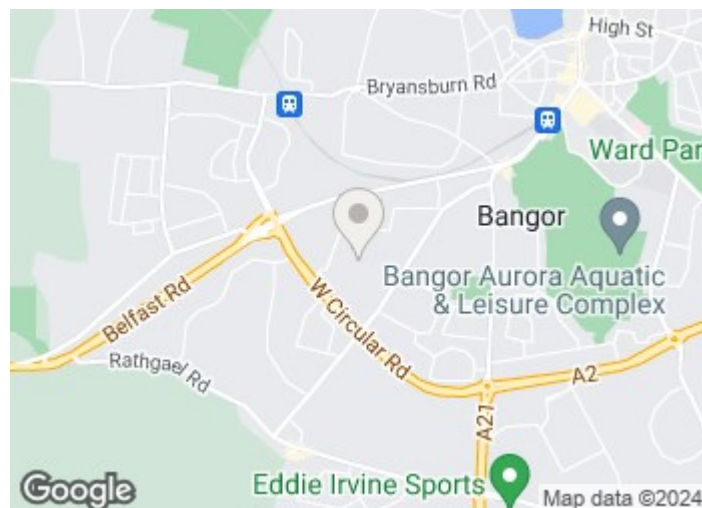 High St
Bryansburn Rd
Ward Par
Bangor
Bangor Aurora Aquatic
& Leisure Complex
Belfast Rd
W Circular Rd
Rathgael Rd
A2
A21
Eddie Irvine Sports
Google
Map data ©2024